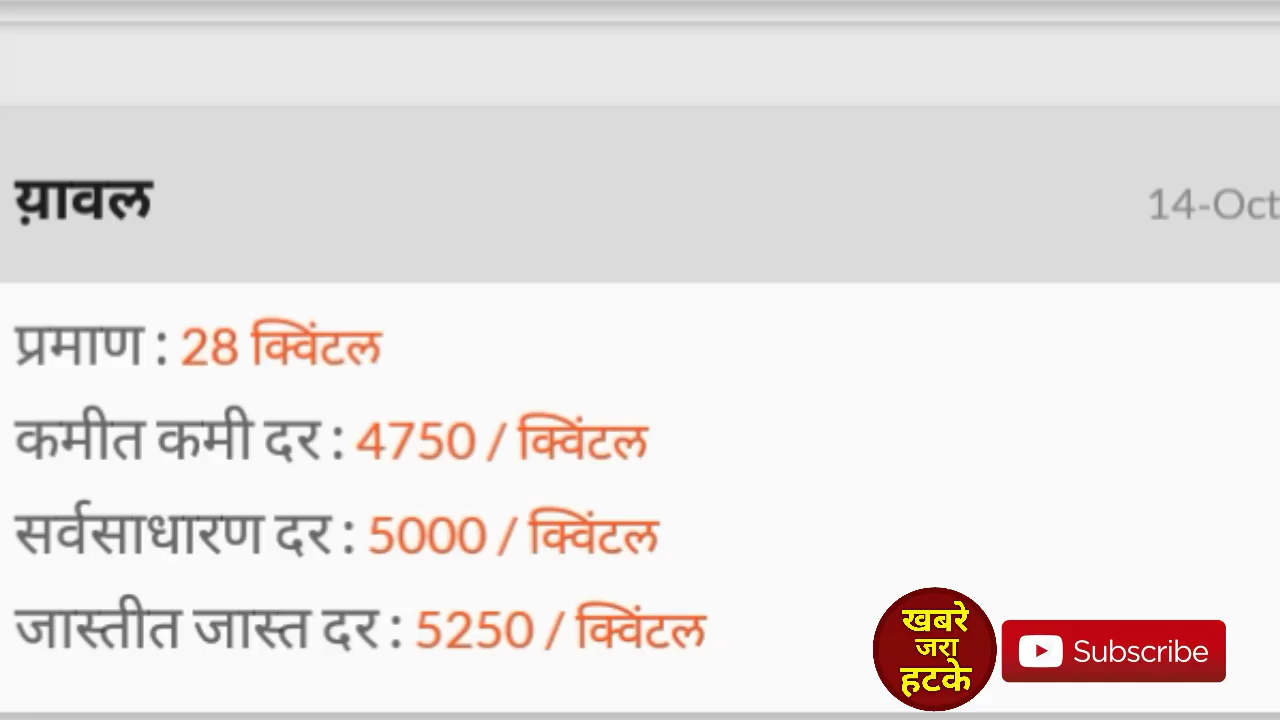 य़ावल
14-Oct
प्रमाण : 28 क्विंटल
कमीत कमी दर : 4750 / क्विंटल
सर्वसाधारण दर : 5000 / क्विंटल
जास्तीत जास्त दर : 5250 / क्विंटल
खबरे
जरा
हटके
Subscribe